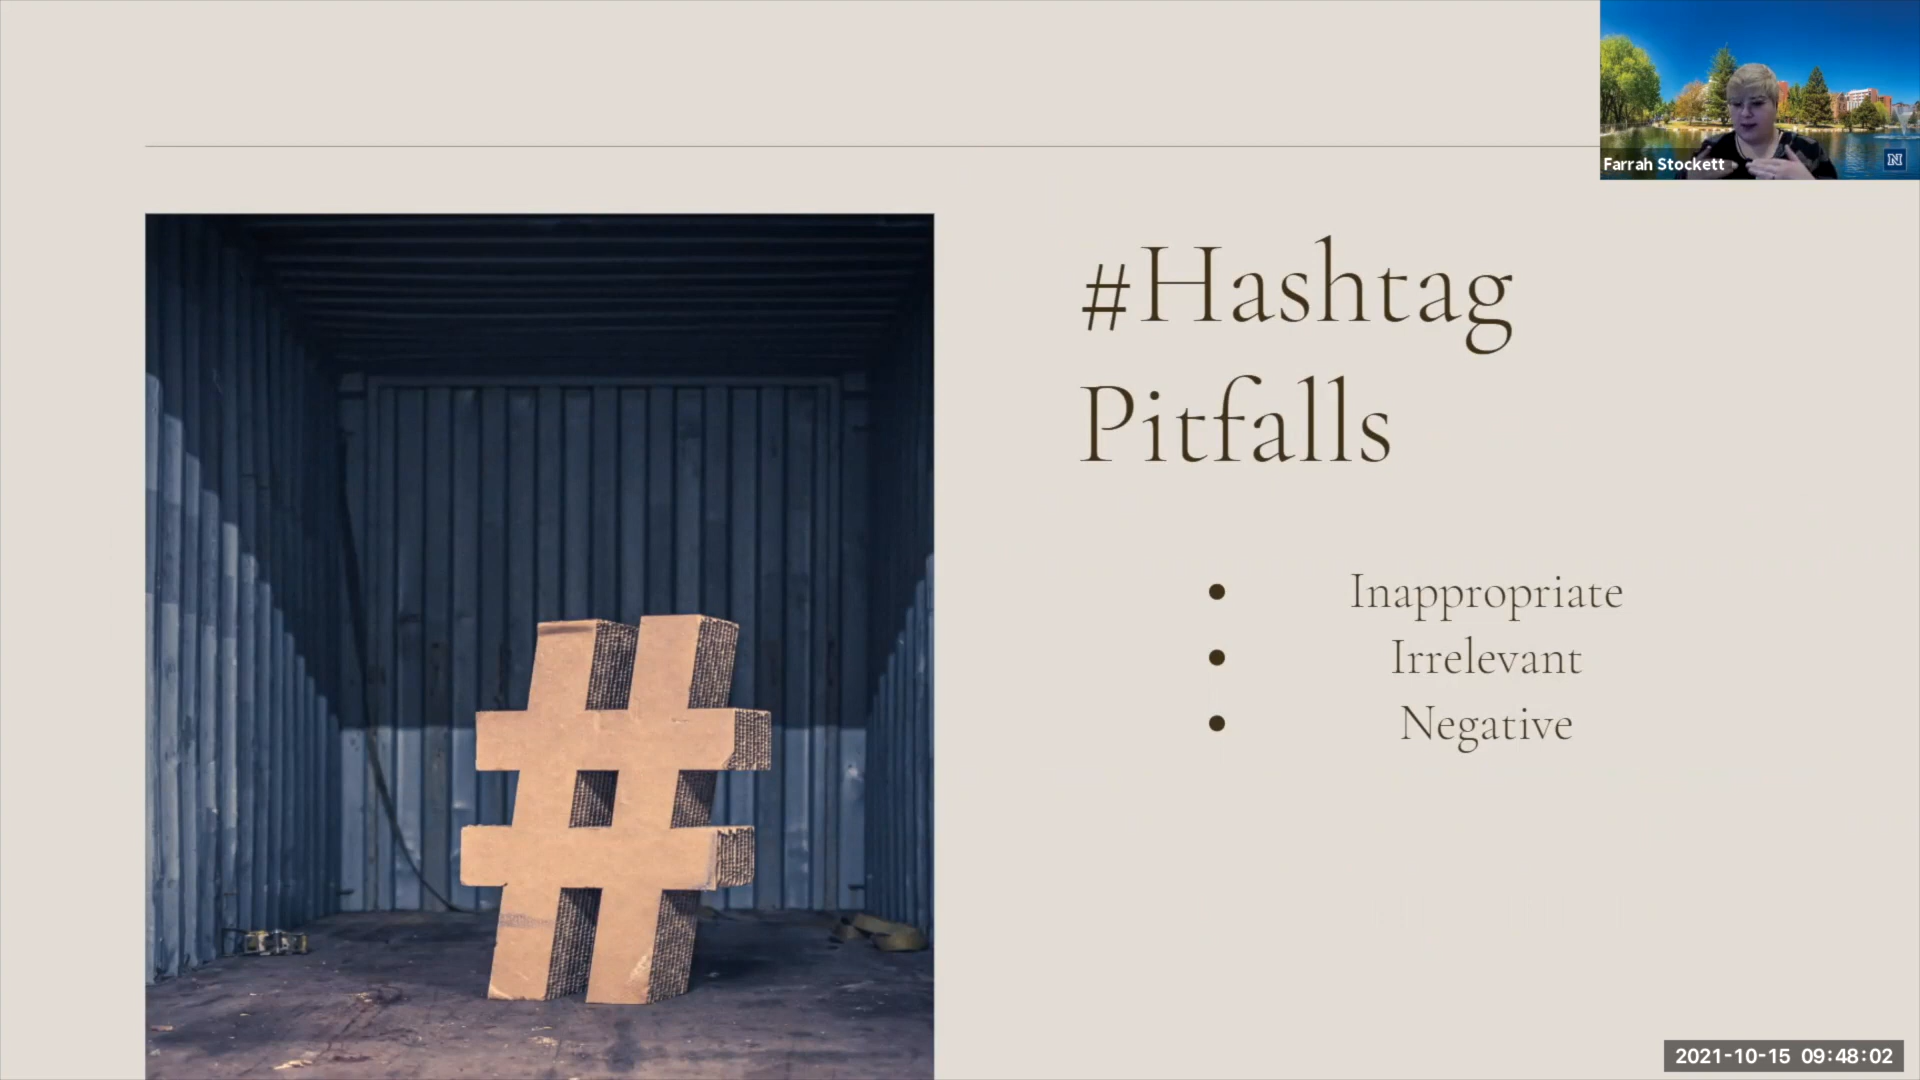 Farrah Stockett
N
#Hashtag
Pitfalls
• Inappropriate
• Irrelevant
• Negative
2021-10-15 09:48:02